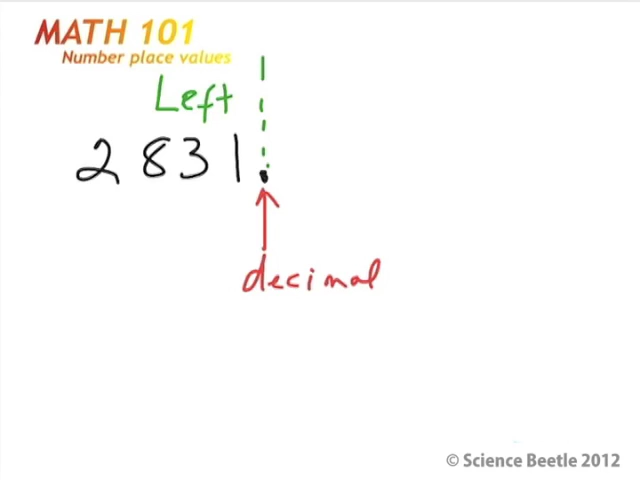 MATH 101
Number place values
Left
2831.
decimal
© Science Beetle 2012